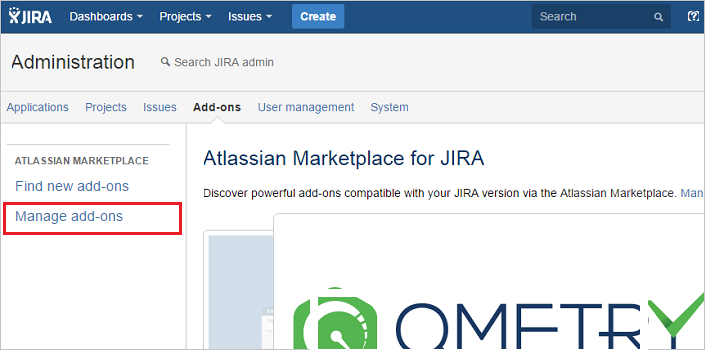 JIRA Dashboards Projects Issues Create Search
Administration Search JIRA admin
Applications Projects Issues Add-ons User management System
ATLASSIAN MARKETPLACE
Find new add-ons
Manage add-ons
Atlassian Marketplace for JIRA
Discover powerful add-ons compatible with your JIRA version via the Atlassian Marketplace. Man
QMETRY